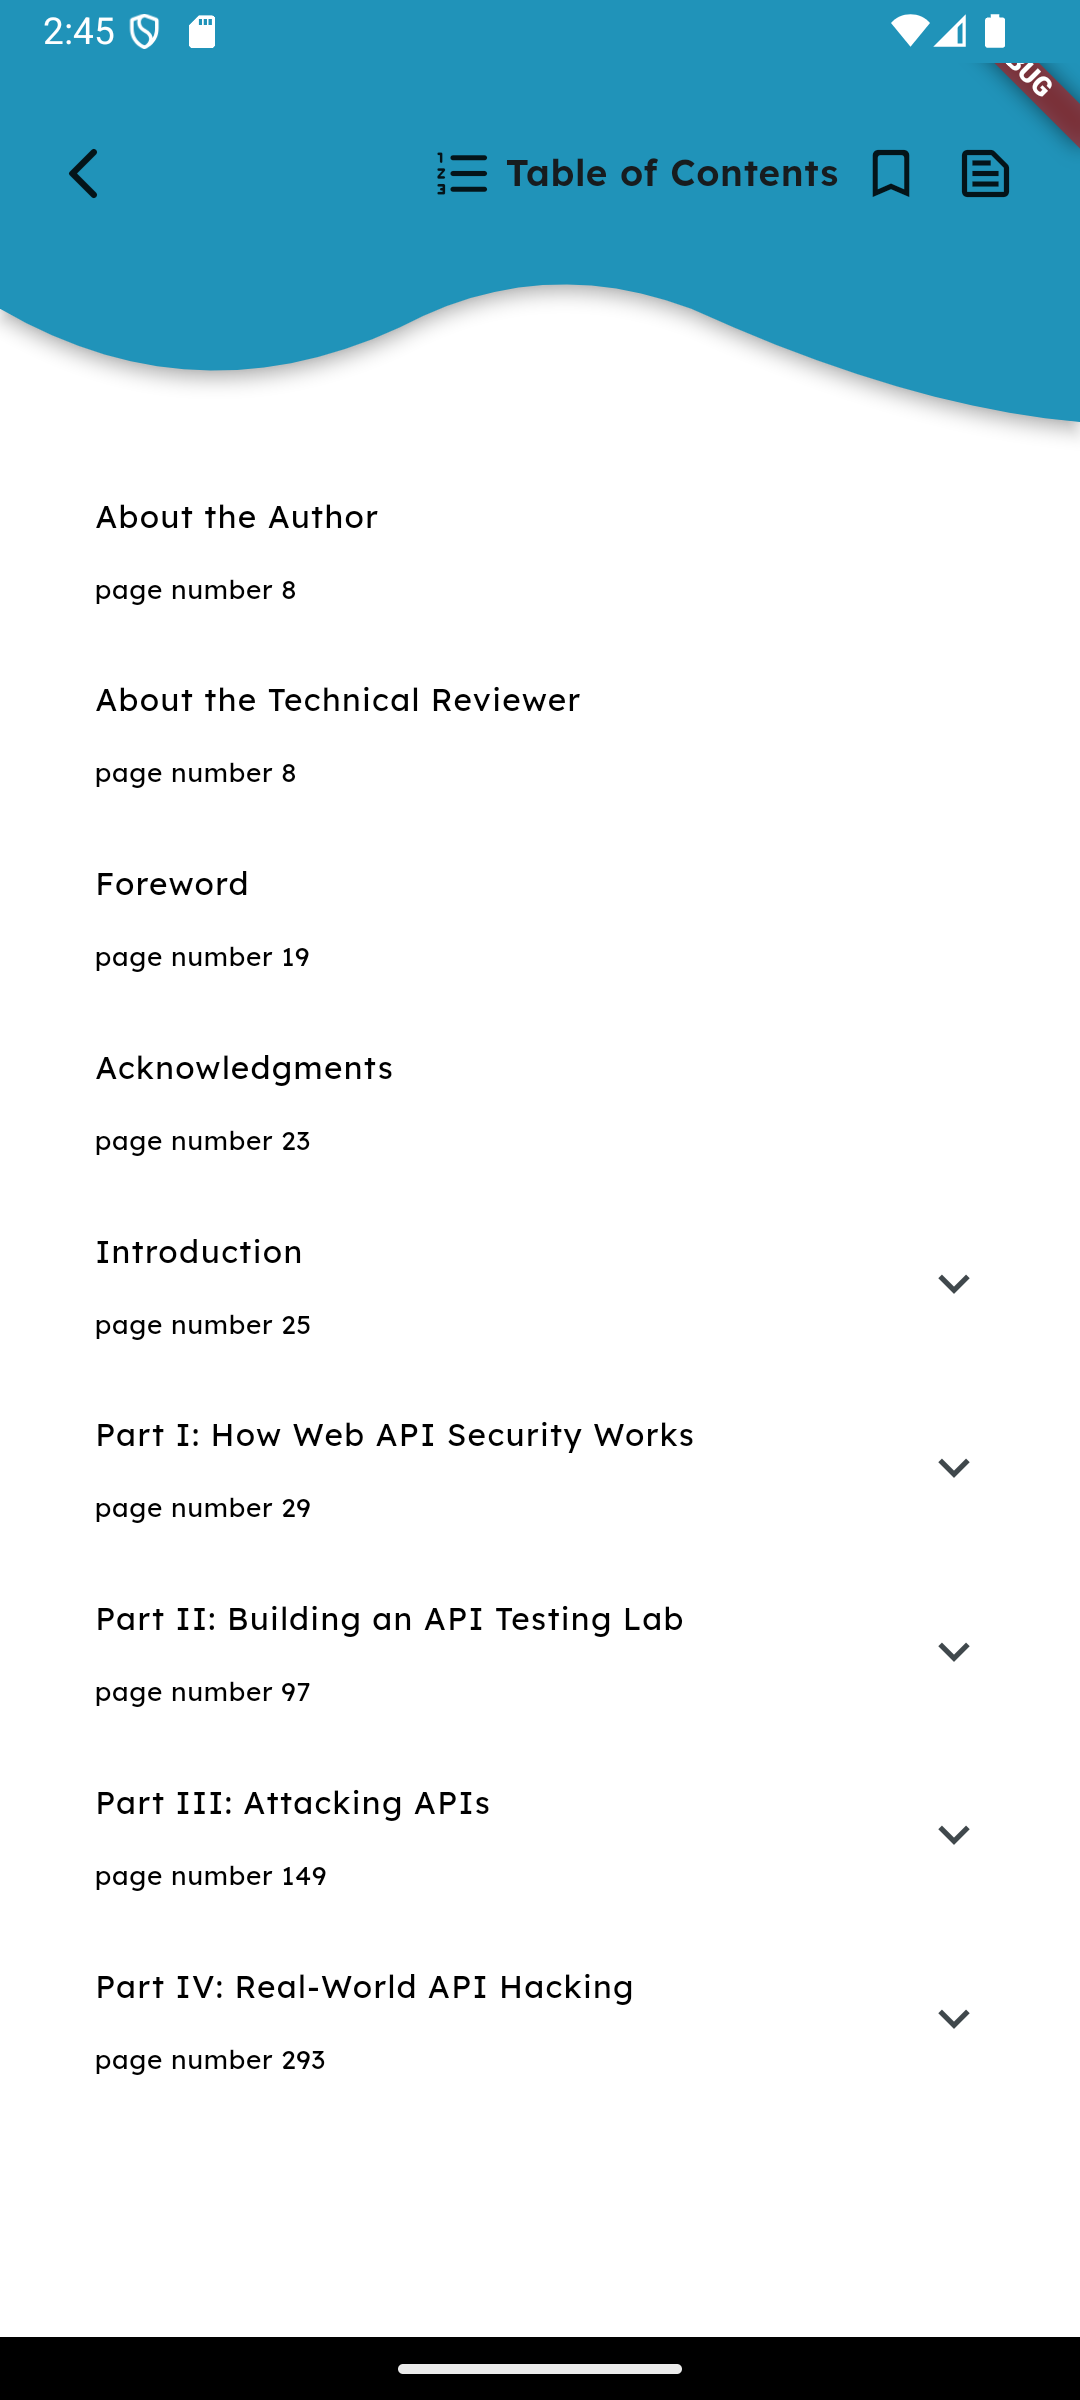 2:45
BUG
Table of Contents
About the Author
page number 8
About the Technical Reviewer
page number 8
Foreword
page number 19
Acknowledgments
page number 23
Introduction
page number 25
Part I: How Web API Security Works
page number 29
Part II: Building an API Testing Lab
page number 97
Part III: Attacking APIs
page number 149
Part IV: Real-World API Hacking
page number 293